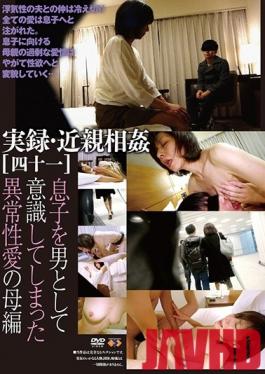 浮気性の夫との仲は冷え切り
全ての愛は息子へと
注がれた。
息子に向ける
母親の過剰な愛情は
やがて性欲へと
変貌していく…
実録・近親相姦
[四十一]
息子を男として
意識してしまった
異常性愛の母編
JAVHD